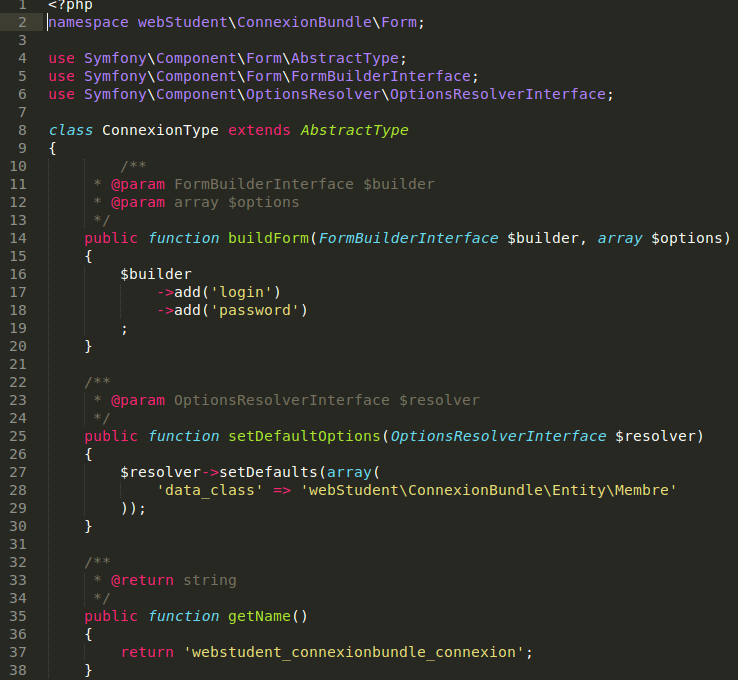 1 <?php
2 namespace webStudent\ConnexionBundle\Form;
3
4 use Symfony\Component\Form\AbstractType;
5 use Symfony\Component\Form\FormBuilderInterface;
6 use Symfony\Component\OptionsResolver\OptionsResolverInterface;
7
8 class ConnexionType extends AbstractType
9 {
10 /**
11 * @param FormBuilderInterface $builder
12 * @param array $options
13 */
14 public function buildForm(FormBuilderInterface $builder, array $options)
15 {
16 $builder
17 ->add('login')
18 ->add('password')
19 ;
20 }
21
22 /**
23 * @param OptionsResolverInterface $resolver
24 */
25 public function setDefaultOptions(OptionsResolverInterface $resolver)
26 {
27 $resolver->setDefaults(array(
28 'data_class' => 'webStudent\ConnexionBundle\Entity\Membre'
29 ));
30 }
31
32 /**
33 * @return string
34 */
35 public function getName()
36 {
37 return 'webstudent_connexionbundle_connexion';
38 }